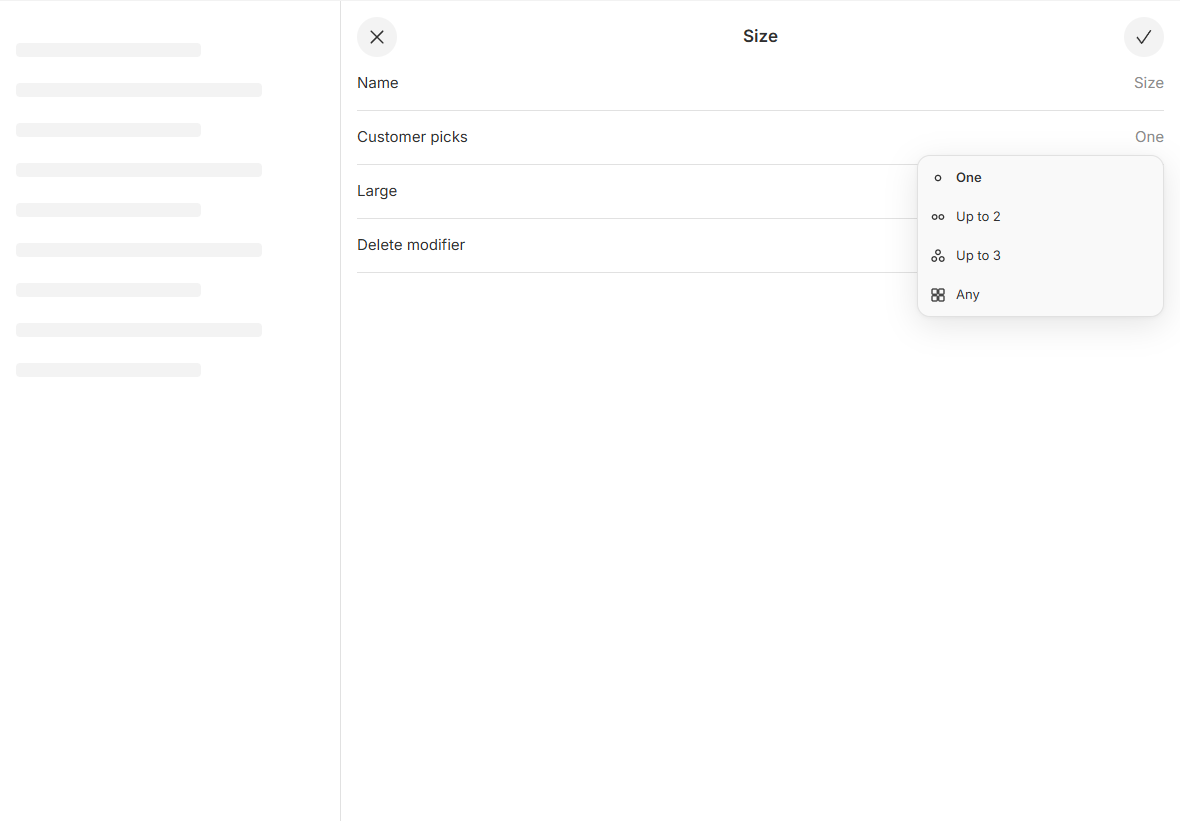 Size
Name Size
Customer picks One
One
Large
Up to 2
Delete modifier
Up to 3
Any